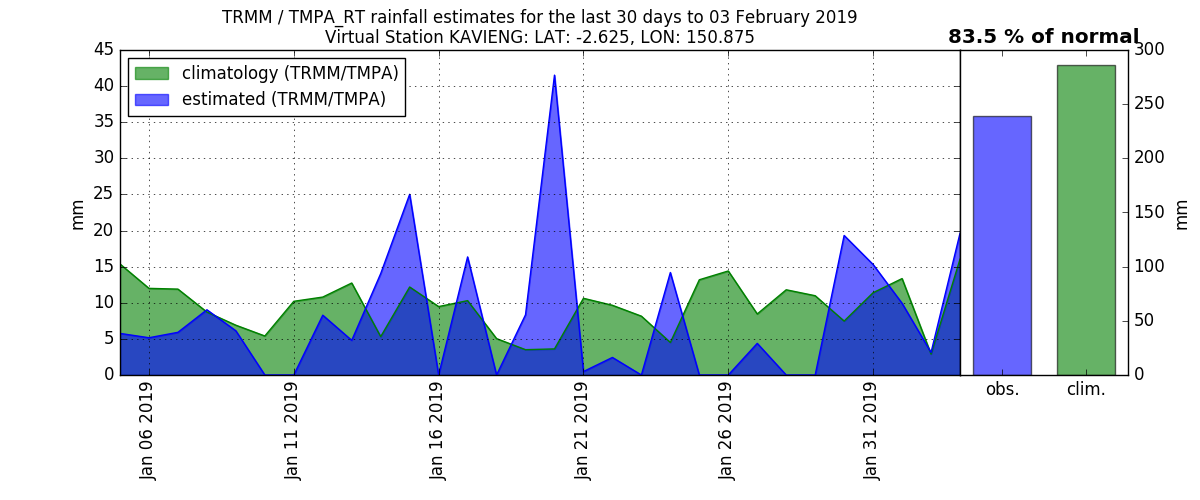 TRMM / TMPA_RT rainfall estimates for the last 30 days to 03 February 2019
Virtual Station KAVIENG: LAT: -2.625, LON: 150.875
83.5 % of normal
climatology (TRMM/TMPA)
estimated (TRMM/TMPA)
45
40
35
30
25
20
15
10
5
0
mm
Jan 06 2019
Jan 11 2019
Jan 16 2019
Jan 21 2019
Jan 26 2019
Jan 31 2019
300
250
200
150
100
50
0
mm
obs.
clim.